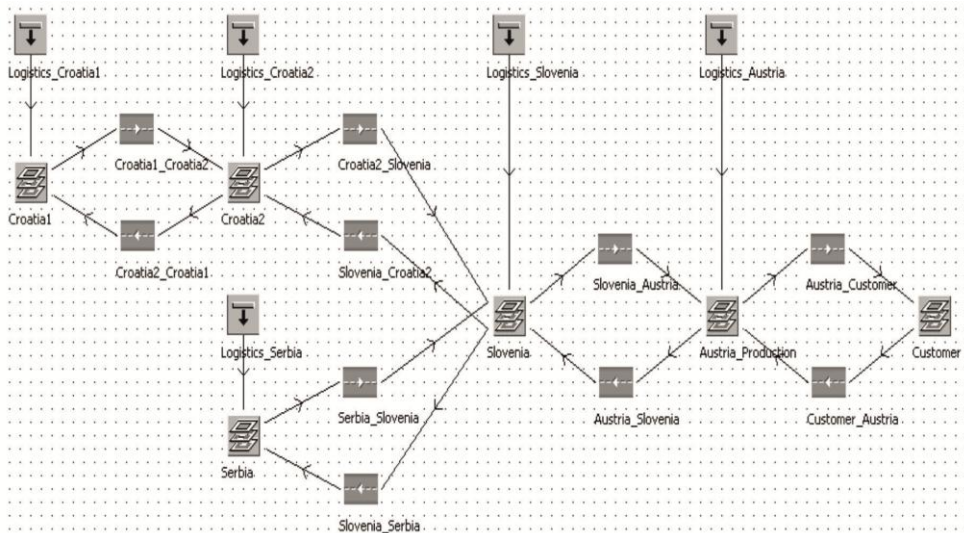 Logistics_Croatia1
Logistics_Croatia2
Logistics_Slovenia
Logistics_Austria
Croatia1_Croatia2
Croatia2_Slovenia
Croatia1
Croatia2
Croatia2_Croatia1
Slovenia_Croatia2
Slovenia_Austria
Austria_Customer
Logistics_Serbia
Slovenia
Austria_Production
Customer
Serbia_Slovenia
Austria_Slovenia
Customer_Austria
Serbia
Slovenia_Serbia